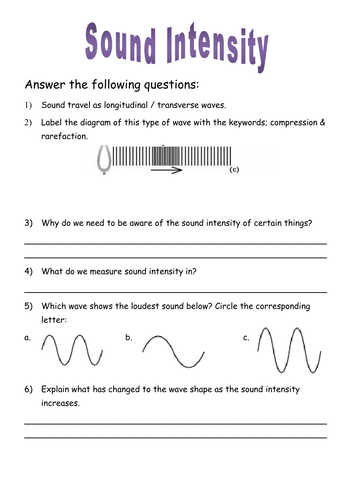 Sound Intensity
Answer the following questions:
1) Sound travel as longitudinal / transverse waves.
2) Label the diagram of this type of wave with the keywords; compression &
rarefaction.
(c)
3) Why do we need to be aware of the sound intensity of certain things?
4) What do we measure sound intensity in?
5) Which wave shows the loudest sound below? Circle the corresponding
letter:
a. b. c.
6) Explain what has changed to the wave shape as the sound intensity
increases.